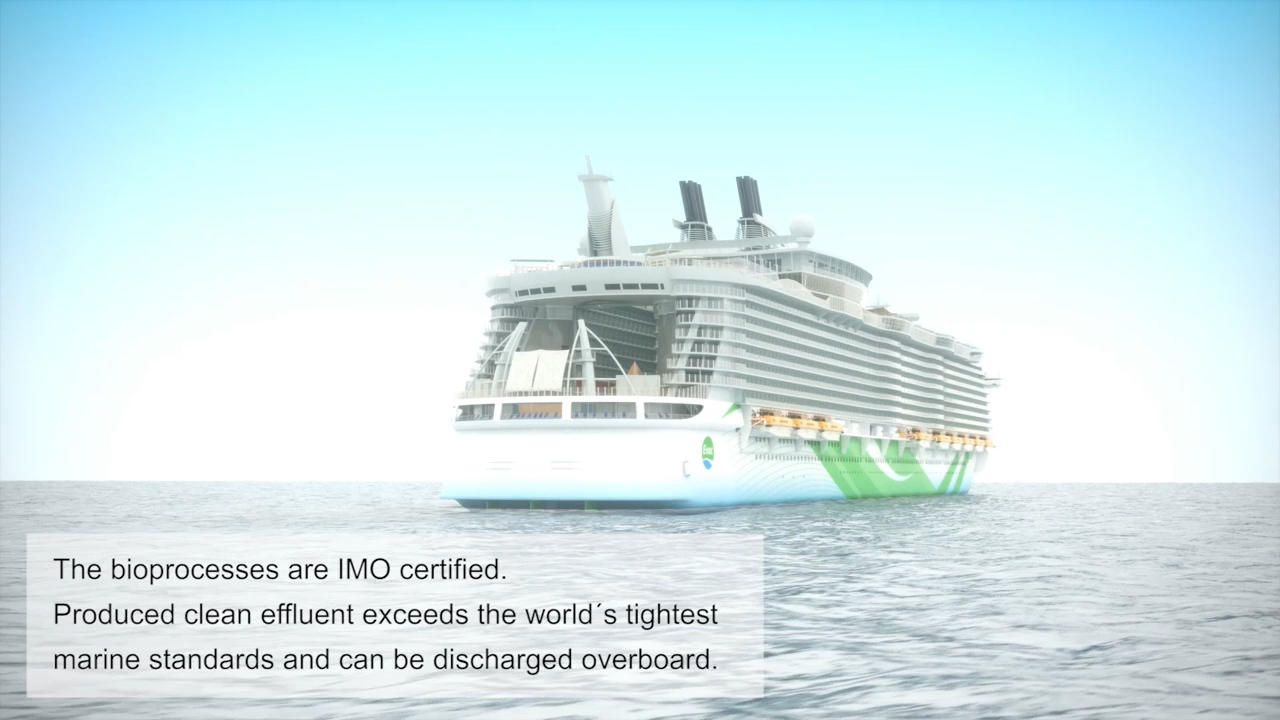 Evac
The bioprocesses are IMO certified.
Produced clean effluent exceeds the world´s tightest
marine standards and can be discharged overboard.